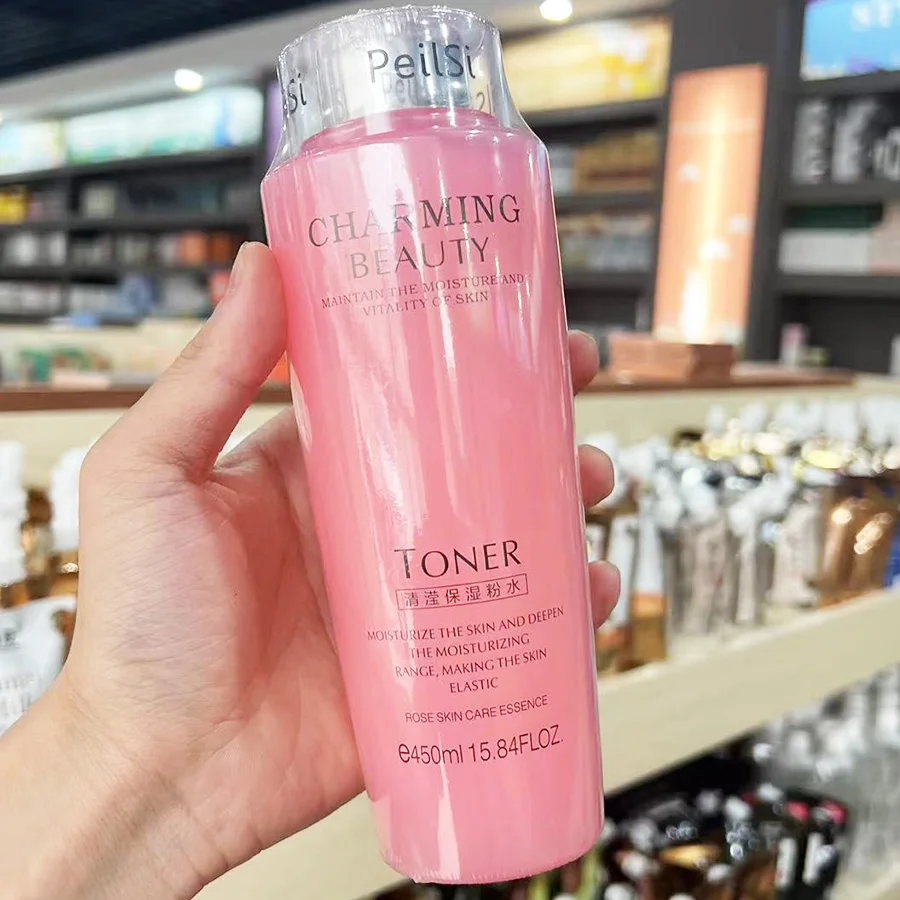 PeilSi
CHARMING
BEAUTY
MAINTAIN THE MOISTURE AND
VITALITY OF SKIN
TONER
清滢保湿粉水
MOISTURIZE THE SKIN AND DEEPEN
THE MOISTURIZING
RANGE, MAKING THE SKIN
ELASTIC
ROSE SKIN CARE ESSENCE
e450ml 15.84FLOZ.